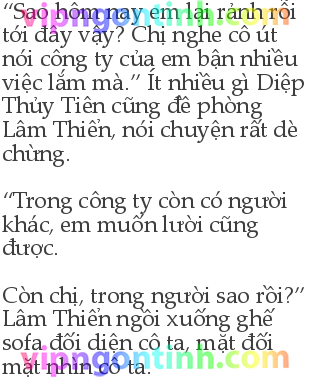 “Sao hôm nay em lại rảnh rỗi
tới đây vậy? Chị nghe cô út
nói công ty của em bận nhiều
việc lắm mà.” Ít nhiều gì Diệp
Thủy Tiên cũng đề phòng
Lâm Thiển, nói chuyện rất dè
chừng.
“Trong công ty còn có người
khác, em muốn lười cũng
được.
Còn chị, trong người sao rồi?”
Lâm Thiển ngồi xuống ghế
sofa đối diện cô ta, mặt đối
mặt nhìn cô ta.
vipngontinh.com
vipngontinh.com